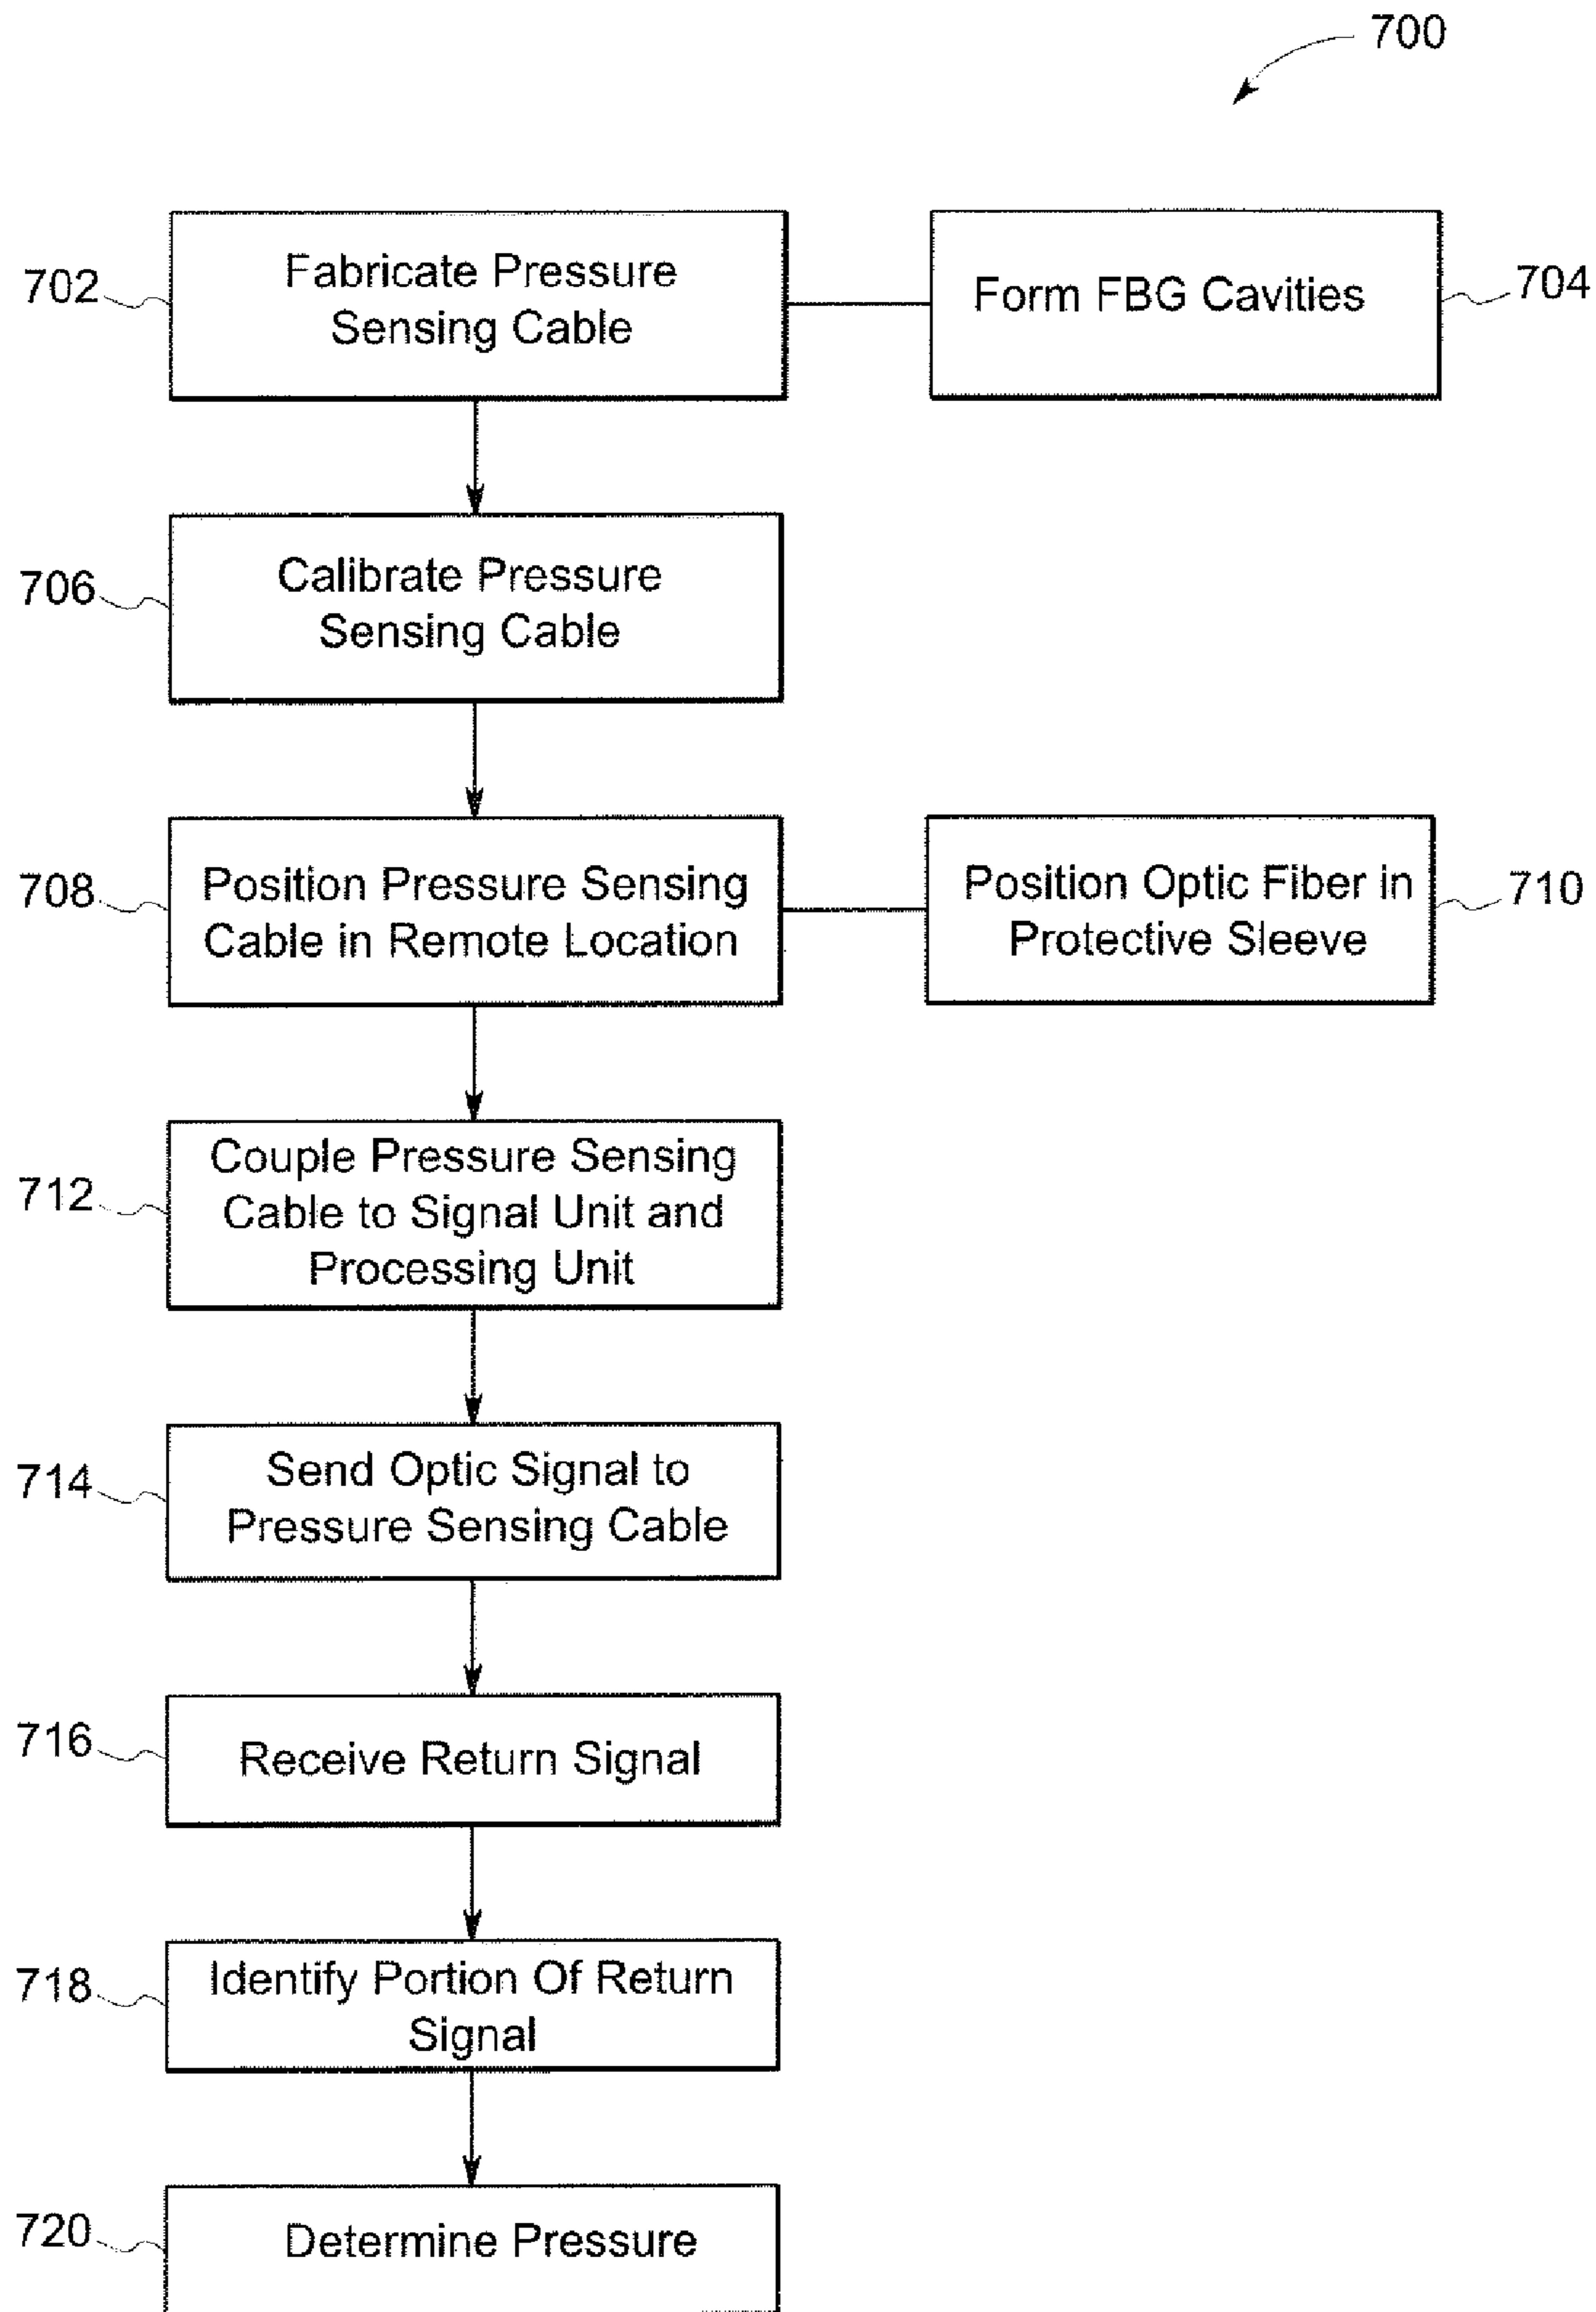 700
702
Fabricate Pressure
Sensing Cable
Form FBG Cavities
704
706
Calibrate Pressure
Sensing Cable
708
Position Pressure Sensing
Cable in Remote Location
Position Optic Fiber in
Protective Sleeve
710
712
Couple Pressure Sensing
Cable to Signal Unit and
Processing Unit
714
Send Optic Signal to
Pressure Sensing Cable
716
Receive Return Signal
718
Identify Portion Of Return
Signal
720
Determine Pressure